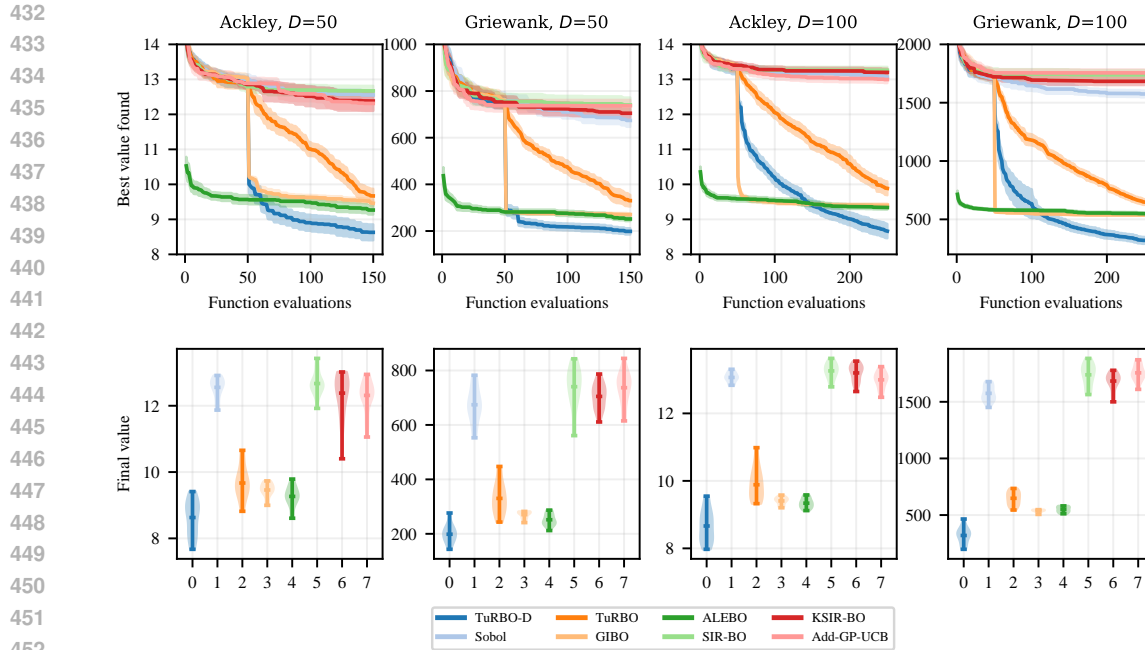 432
433
434
435
436
437
438
439
440
441
442
443
444
445
446
447
448
449
450
451
452
Ackley, D=50
Griewank, D=50
Ackley, D=100
Griewank, D=100
Best value found
14
13
12
11
10
9
8
0 50 100 150
Function evaluations
1000
800
600
400
200
0 50 100 150
Function evaluations
14
13
12
11
10
9
8
0 100 200
Function evaluations
2000
1500
1000
500
0 100 200
Function evaluations
Final value
12
10
8
0 1 2 3 4 5 6 7
800
600
400
200
0 1 2 3 4 5 6 7
12
10
8
0 1 2 3 4 5 6 7
1500
1000
500
0 1 2 3 4 5 6 7
TuRBO-D TuRBO ALEBO KSIR-BO
Sobol GIBO SIR-BO Add-GP-UCB